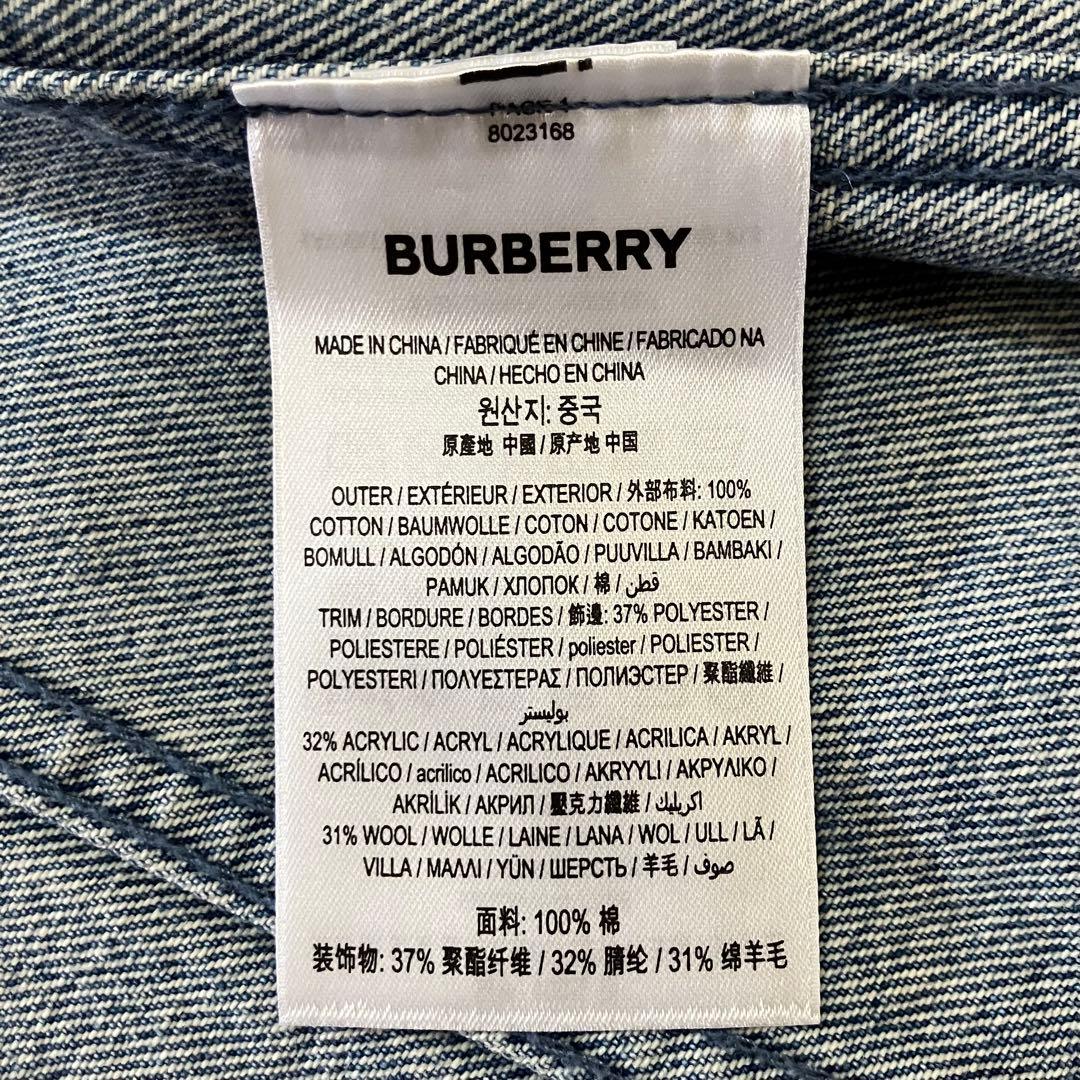 PAGE 1
8023168
BURBERRY
MADE IN CHINA / FABRIQUÉ EN CHINE / FABRICADO NA
CHINA / HECHO EN CHINA
원산지: 중국
原產地 中國 / 原产地 中国
OUTER / EXTÉRIEUR / EXTERIOR / 外部布料: 100%
COTTON / BAUMWOLLE / COTON / COTONE / KATOEN /
BOMULL / ALGODÓN / ALGODÃO / PUUVILLA / BAMBAKI /
PAMUK / ХЛОПОК / 棉 / قطن
TRIM / BORDURE / BORDES / 飾邊: 37% POLYESTER /
POLIESTERE / POLIÉSTER / poliester / POLIESTER /
POLYESTERI / ΠΟΛΥΕΣΤΕΡΑΣ / ПОЛИЭСТЕР / 聚酯纖維 /
بوليستر
32% ACRYLIC / ACRYL / ACRYLIQUE / ACRILICA / AKRYL /
ACRÍLICO / acrilico / ACRILICO / AKRYYLI / ΑΚΡΥΛΙΚΟ /
AKRİLİK / АКРИЛ / 壓克力纖維 / اكريليك
31% WOOL / WOLLE / LAINE / LANA / WOL / ULL / LÃ /
VILLA / ΜΑΛΛΙ / YÜN / ШЕРСТЬ / 羊毛 / صوف
面料: 100% 棉
装饰物: 37% 聚酯纤维 / 32% 腈纶 / 31% 绵羊毛